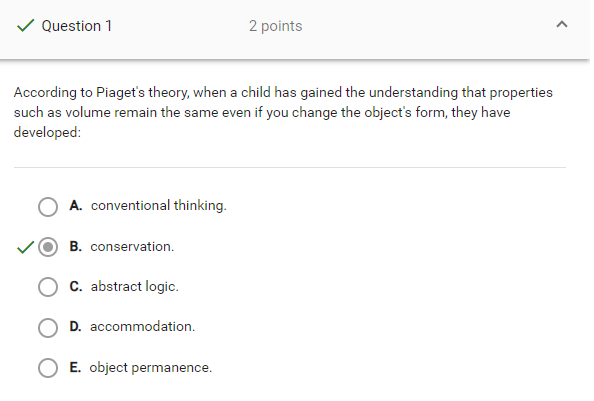 Question 1 2 points
According to Piaget's theory, when a child has gained the understanding that properties
such as volume remain the same even if you change the object's form, they have
developed:
A. conventional thinking.
B. conservation.
C. abstract logic.
D. accommodation.
E. object permanence.